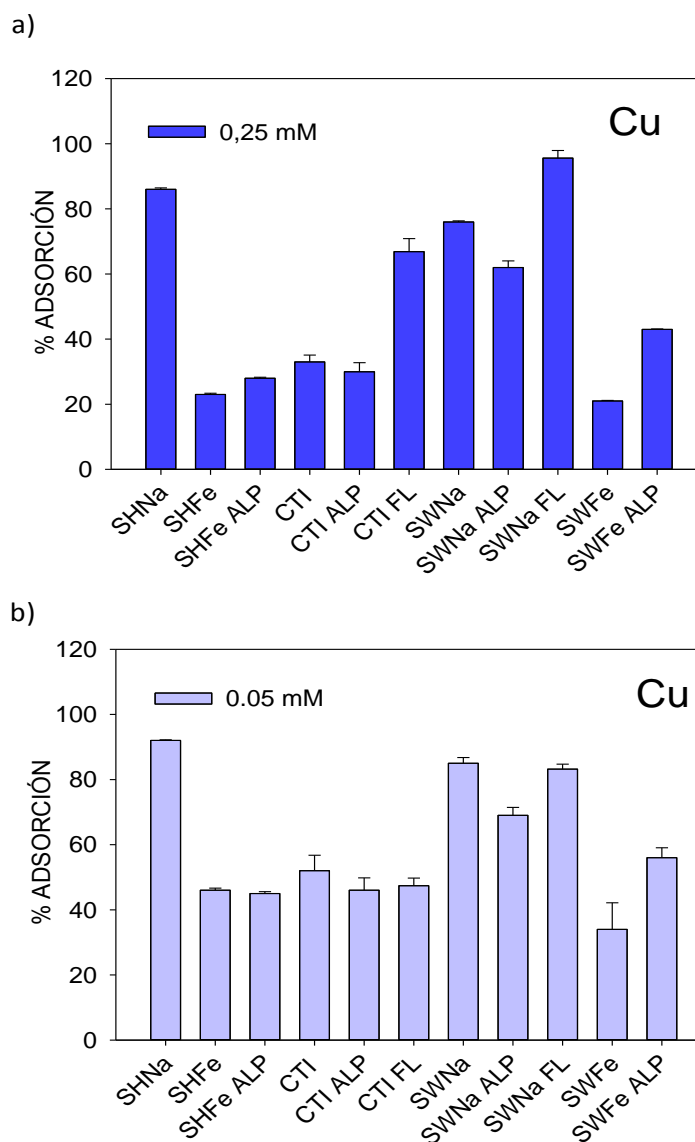 a)
120
100
80
60
40
20
0
% ADSORCIÓN
0,25 mM
Cu
SHNa
SHFe
SHFe ALP
CTI
CTI ALP
CTI FL
SWNa
SWNa ALP
SWNa FL
SWFe
SWFe ALP
b)
120
100
80
60
40
20
0
% ADSORCIÓN
0.05 mM
Cu
SHNa
SHFe
SHFe ALP
CTI
CTI ALP
CTI FL
SWNa
SWNa ALP
SWNa FL
SWFe
SWFe ALP